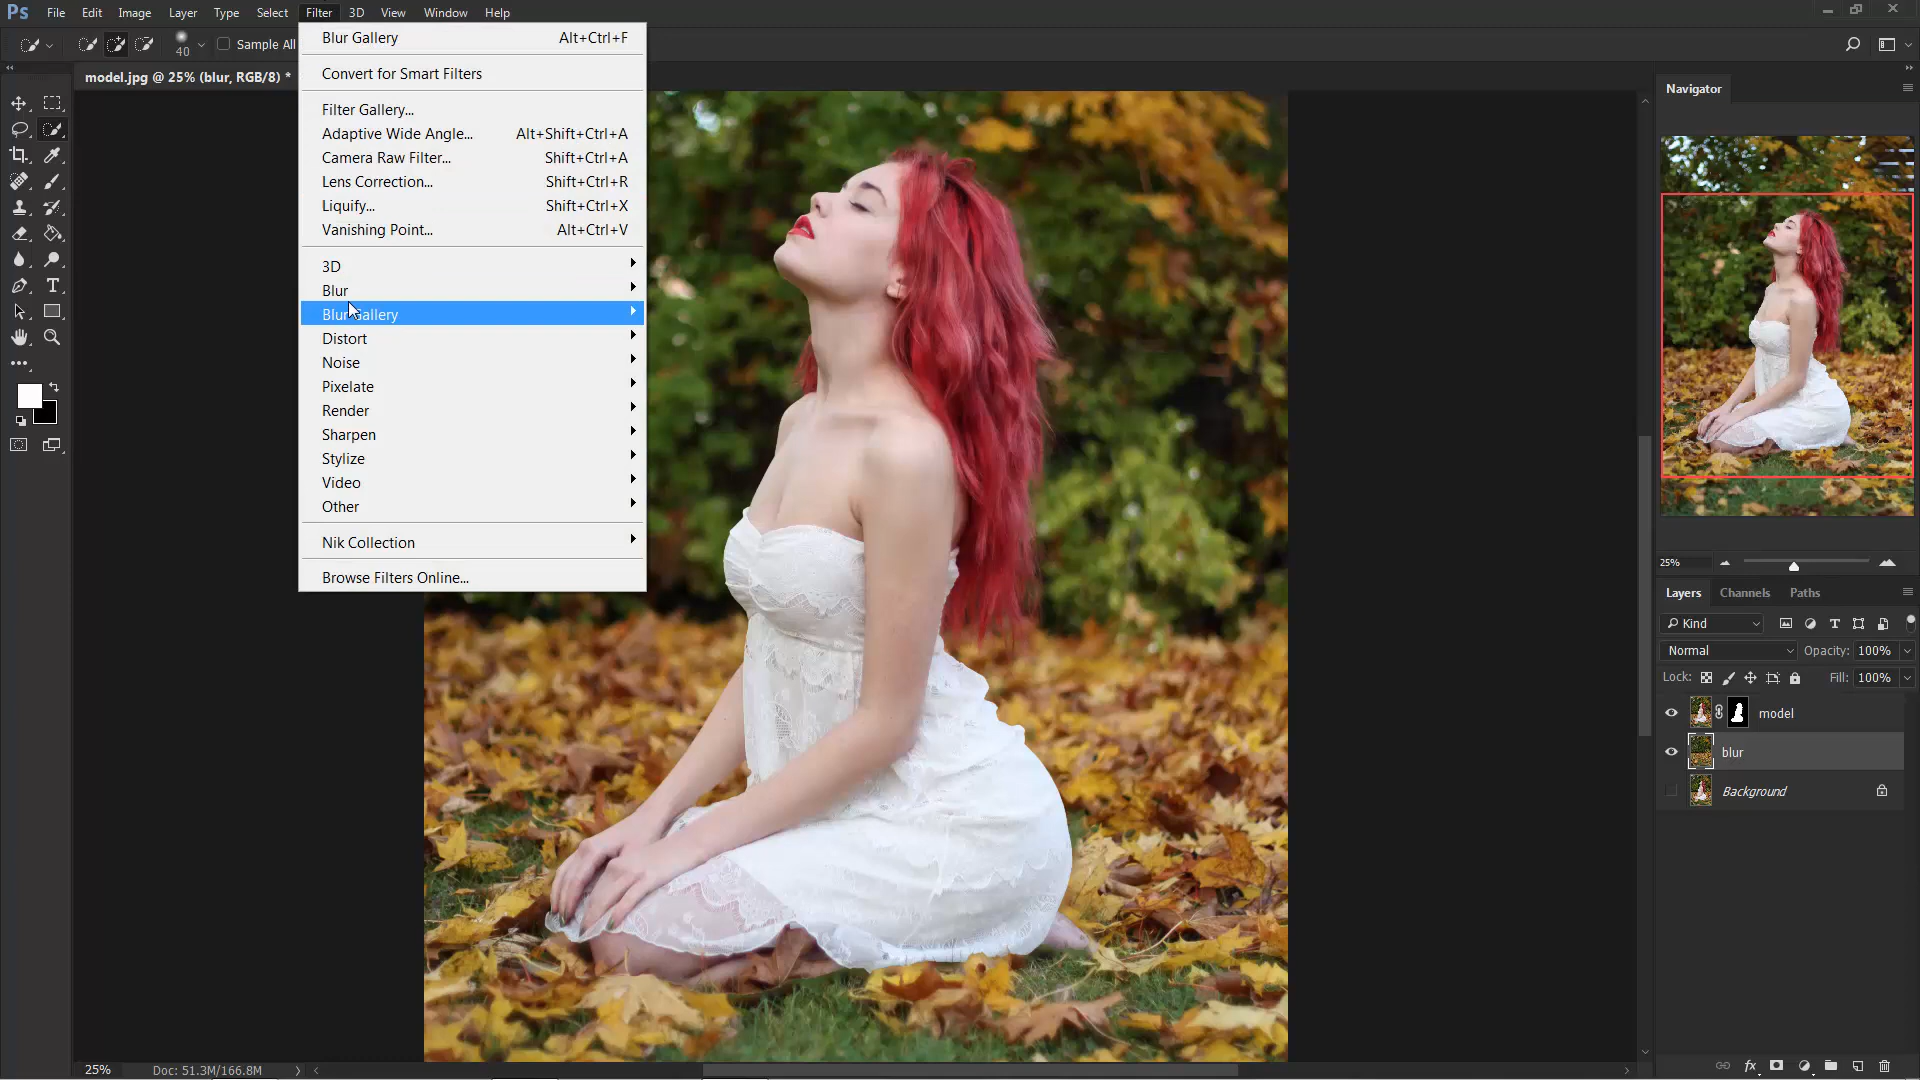 Ps File Edit Image Layer Type Select Filter 3D View Window Help
40 Sample All
model.jpg @ 25% (blur, RGB/8) *
Blur Gallery Alt+Ctrl+F
Convert for Smart Filters
Filter Gallery...
Adaptive Wide Angle... Alt+Shift+Ctrl+A
Camera Raw Filter... Shift+Ctrl+A
Lens Correction... Shift+Ctrl+R
Liquify... Shift+Ctrl+X
Vanishing Point... Alt+Ctrl+V
3D
Blur
Blur Gallery
Distort
Noise
Pixelate
Render
Sharpen
Stylize
Video
Other
Nik Collection
Browse Filters Online...
Navigator
25%
Layers Channels Paths
Kind
Normal Opacity: 100%
Lock: Fill: 100%
model
blur
Background
fx
25% Doc: 51.3M/166.8M